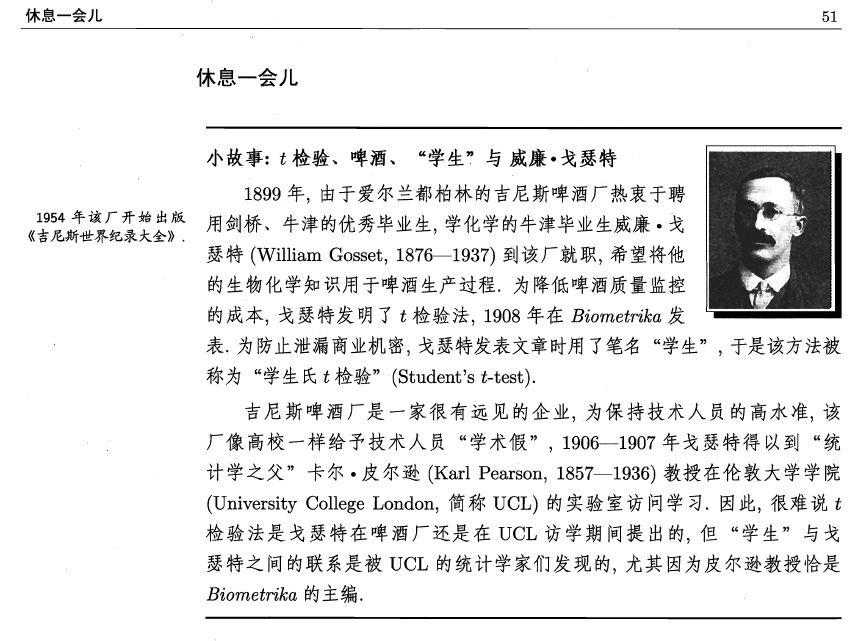 休息一会儿 51
休息一会儿
小故事: t 检验、啤酒、“学生”与 威廉·戈瑟特
1899 年, 由于爱尔兰都柏林的吉尼斯啤酒厂热衷于聘
用剑桥、牛津的优秀毕业生, 学化学的牛津毕业生威廉·戈
瑟特 (William Gosset, 1876—1937) 到该厂就职, 希望将他
的生物化学知识用于啤酒生产过程. 为降低啤酒质量监控
的成本, 戈瑟特发明了 t 检验法, 1908 年在 Biometrika 发
表. 为防止泄漏商业机密, 戈瑟特发表文章时用了笔名“学生”, 于是该方法被
称为“学生氏 t 检验”(Student's t-test).
1954 年该厂开始出版
《吉尼斯世界纪录大全》.
吉尼斯啤酒厂是一家很有远见的企业, 为保持技术人员的高水准, 该
厂像高校一样给予技术人员“学术假”, 1906—1907 年戈瑟特得以到“统
计学之父”卡尔·皮尔逊 (Karl Pearson, 1857—1936) 教授在伦敦大学学院
(University College London, 简称 UCL) 的实验室访问学习. 因此, 很难说 t
检验法是戈瑟特在啤酒厂还是在 UCL 访学期间提出的, 但“学生”与戈
瑟特之间的联系是被 UCL 的统计学家们发现的, 尤其因为皮尔逊教授恰是
Biometrika 的主编.